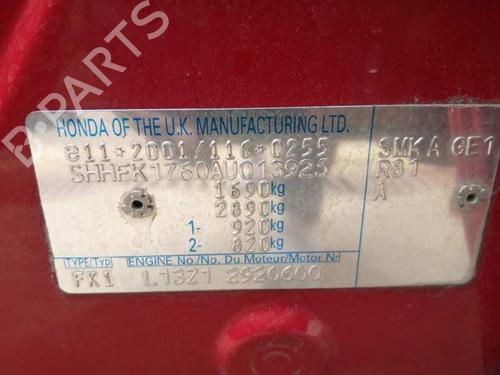 B-PARTS
HONDA OF THE U.K. MANUFACTURING LTD.
e11*2001/116*0255 SMKA GE1
SHHFK1760AU013923 R81
1690kg A
2890kg
1- 920kg
2- 820kg
TYPE/TYP ENGINE No./No. Du Moteur/Motor Nr
FK1 L13Z1 2920600